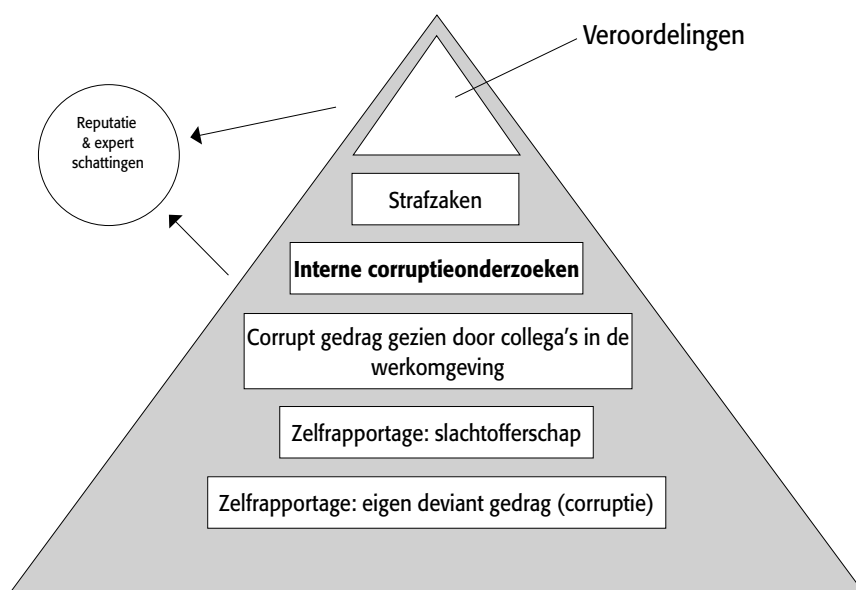 Veroordelingen
Reputatie
& expert
schattingen
Strafzaken
Interne corruptieonderzoeken
Corrupt gedrag gezien door collega's in de
werkomgeving
Zelfrapportage: slachtofferschap
Zelfrapportage: eigen deviant gedrag (corruptie)